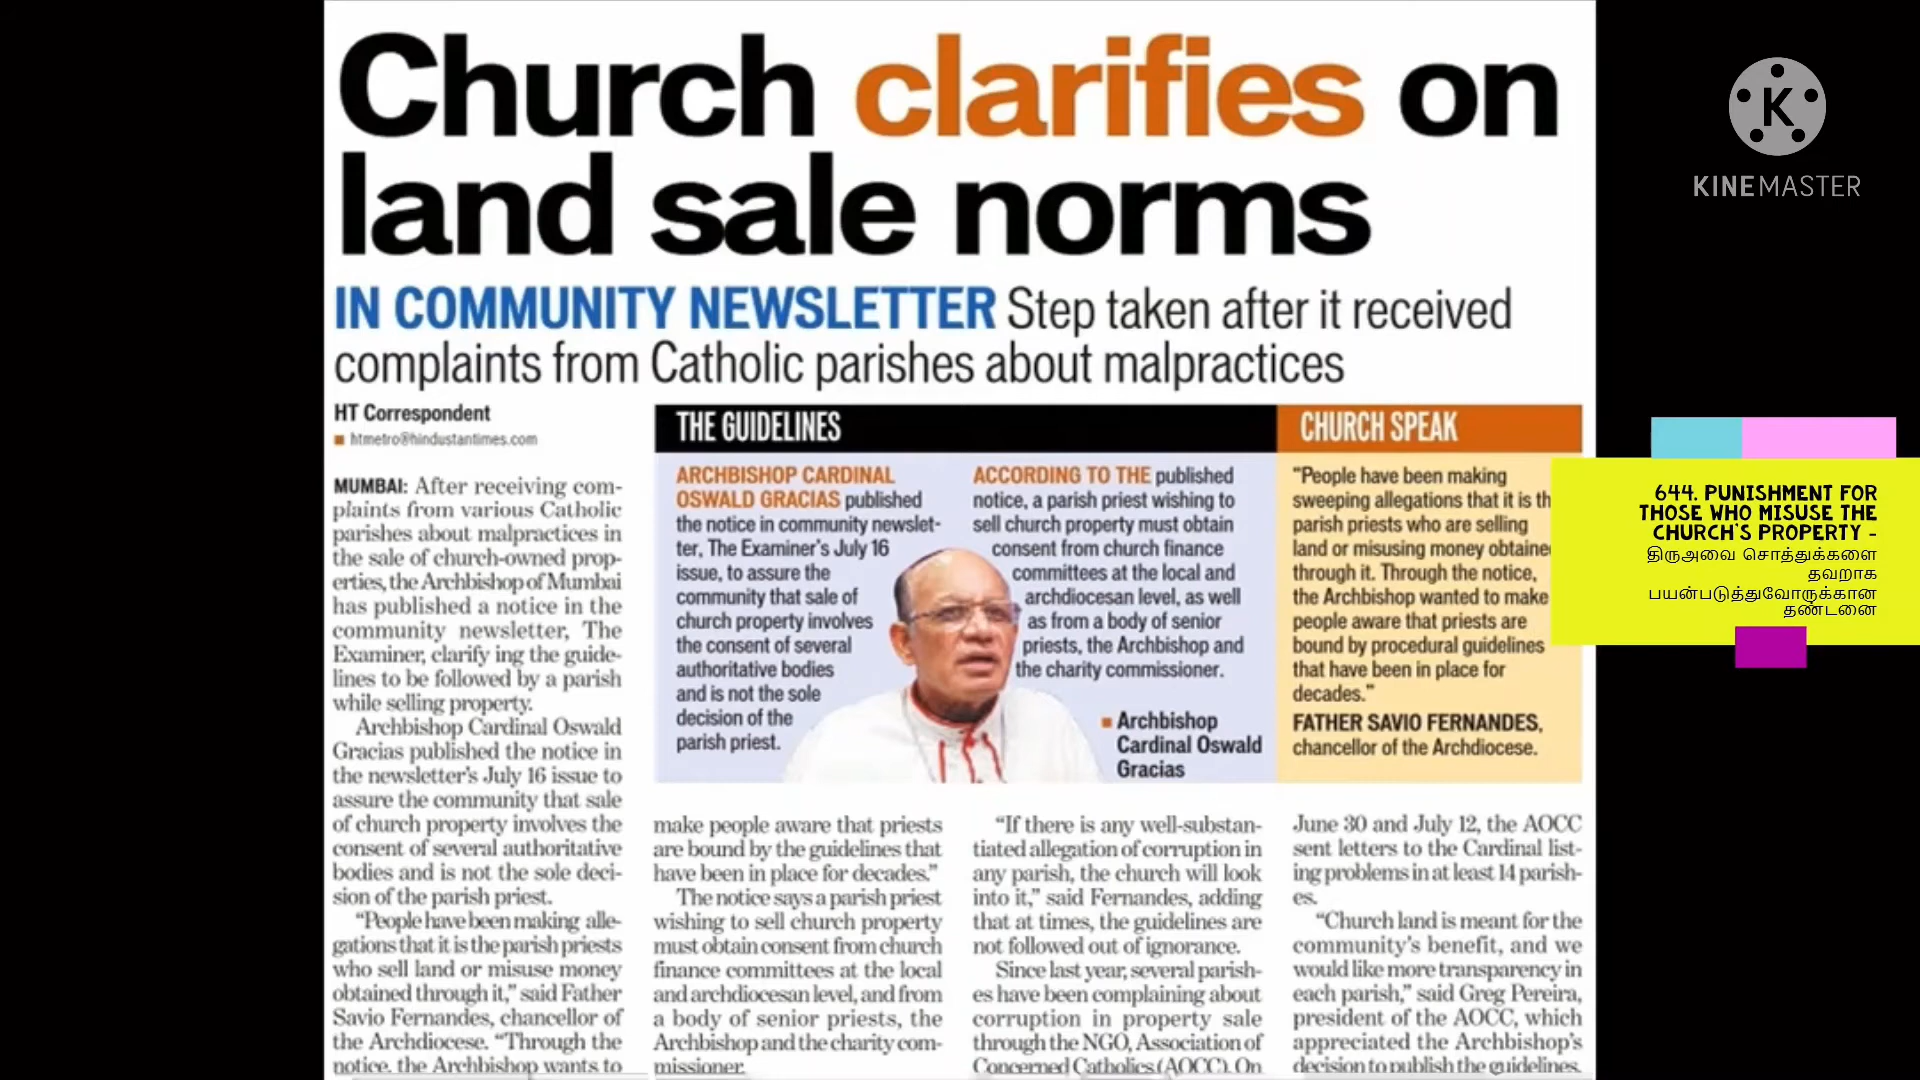 Church clarifies on
land sale norms
IN COMMUNITY NEWSLETTER Step taken after it received
complaints from Catholic parishes about malpractices
HT Correspondent
htmetro@hindustantimes.com
MUMBAI: After receiving com-
plaints from various Catholic
parishes about malpractices in
the sale of church-owned prop-
erties, the Archbishop of Mumbai
has published a notice in the
community newsletter, The
Examiner, clarify ing the guide-
lines to be followed by a parish
while selling property.
Archbishop Cardinal Oswald
Gracias published the notice in
the newsletter's July 16 issue to
assure the community that sale
of church property involves the
consent of several authoritative
bodies and is not the sole deci-
sion of the parish priest.
"People have been making alle-
gations that it is the parish priests
who sell land or misuse money
obtained through it," said Father
Savio Fernandes, chancellor of
the Archdiocese. "Through the
notice, the Archbishop wants to
THE GUIDELINES
ARCHBISHOP CARDINAL
OSWALD GRACIAS published
the notice in community newslet-
ter, The Examiner's July 16
issue, to assure the
community that sale of
church property involves
the consent of several
authoritative bodies
and is not the sole
decision of the
parish priest.
ACCORDING TO THE published
notice, a parish priest wishing to
sell church property must obtain
consent from church finance
committees at the local and
archdiocesan level, as well
as from a body of senior
priests, the Archbishop and
the charity commissioner.
Archbishop
Cardinal Oswald
Gracias
CHURCH SPEAK
"People have been making
sweeping allegations that it is th
parish priests who are selling
land or misusing money obtaine
through it. Through the notice,
the Archbishop wanted to make
people aware that priests are
bound by procedural guidelines
that have been in place for
decades."
FATHER SAVIO FERNANDES,
chancellor of the Archdiocese.
make people aware that priests
are bound by the guidelines that
have been in place for decades."
The notice says a parish priest
wishing to sell church property
must obtain consent from church
finance committees at the local
and archdiocesan level, and from
a body of senior priests, the
Archbishop and the charity com-
missioner.
"If there is any well-substan-
tiated allegation of corruption in
any parish, the church will look
into it," said Fernandes, adding
that at times, the guidelines are
not followed out of ignorance.
Since last year, several parish-
es have been complaining about
corruption in property sale
through the NGO, Association of
Concerned Catholics (AOCC). On
June 30 and July 12, the AOCC
sent letters to the Cardinal list-
ing problems in at least 14 parish-
es.
"Church land is meant for the
community's benefit, and we
would like more transparency in
each parish," said Greg Pereira,
president of the AOCC, which
appreciated the Archbishop's
decision to publish the guidelines.
K
KINEMASTER
644. PUNISHMENT FOR
THOSE WHO MISUSE THE
CHURCH'S PROPERTY -
திருஅவை சொத்துக்களை
தவறாக
பயன்படுத்துவோருக்கான
தண்டனை